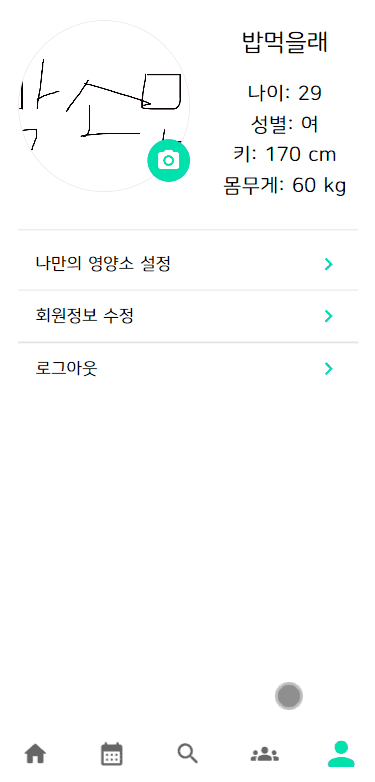 밥먹을래
나이: 29
성별: 여
키: 170 cm
몸무게: 60 kg
나만의 영양소 설정
회원정보 수정
로그아웃